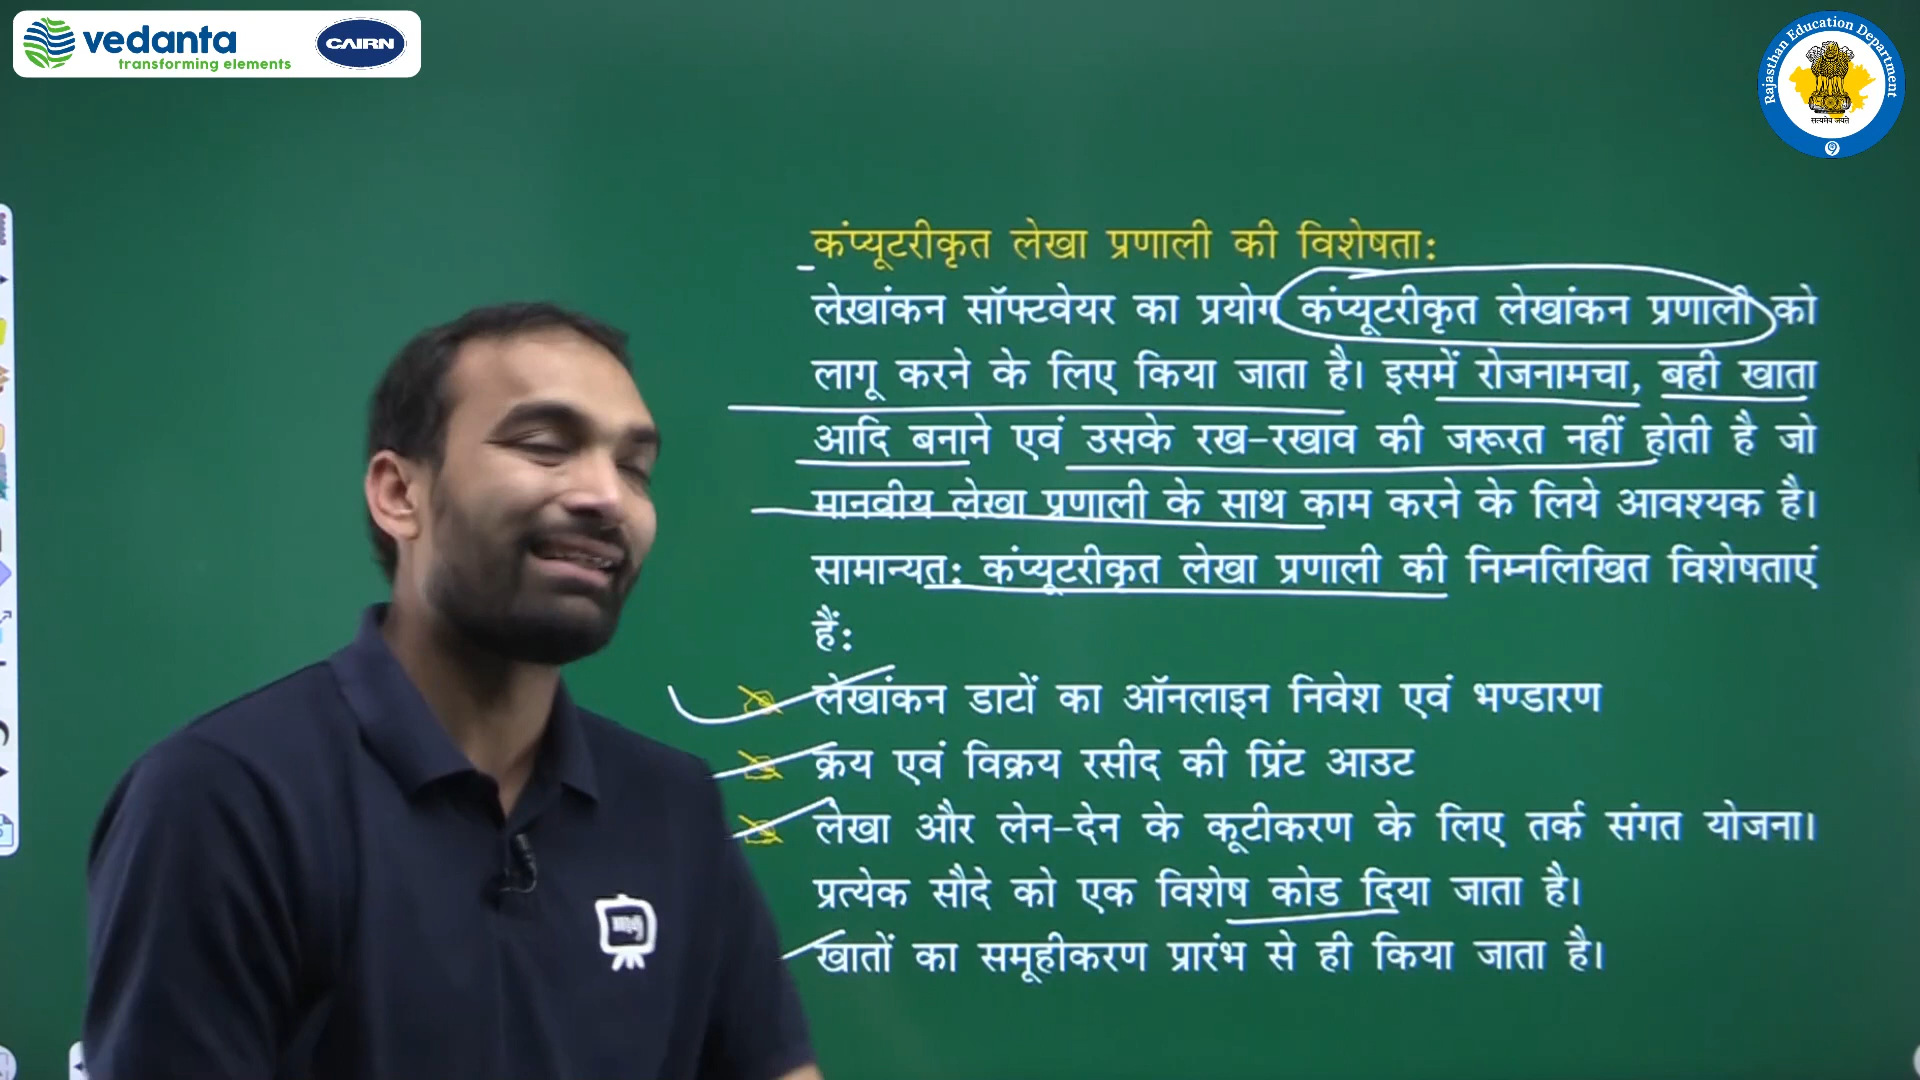 vedanta
transforming elements
CAIRN
Rajasthan Education Department
सत्यमेव जयते
कंप्यूटरीकृत लेखा प्रणाली की विशेषता:
लेखांकन सॉफ्टवेयर का प्रयोग कंप्यूटरीकृत लेखांकन प्रणाली को
लागू करने के लिए किया जाता है। इसमें रोजनामचा, बही खाता
आदि बनाने एवं उसके रख-रखाव की जरूरत नहीं होती है जो
मानवीय लेखा प्रणाली के साथ काम करने के लिये आवश्यक है।
सामान्यत: कंप्यूटरीकृत लेखा प्रणाली की निम्नलिखित विशेषताएं
हैं:
लेखांकन डाटों का ऑनलाइन निवेश एवं भण्डारण
क्रय एवं विक्रय रसीद की प्रिंट आउट
लेखा और लेन-देन के कूटीकरण के लिए तर्क संगत योजना।
प्रत्येक सौदे को एक विशेष कोड दिया जाता है।
खातों का समूहीकरण प्रारंभ से ही किया जाता है।